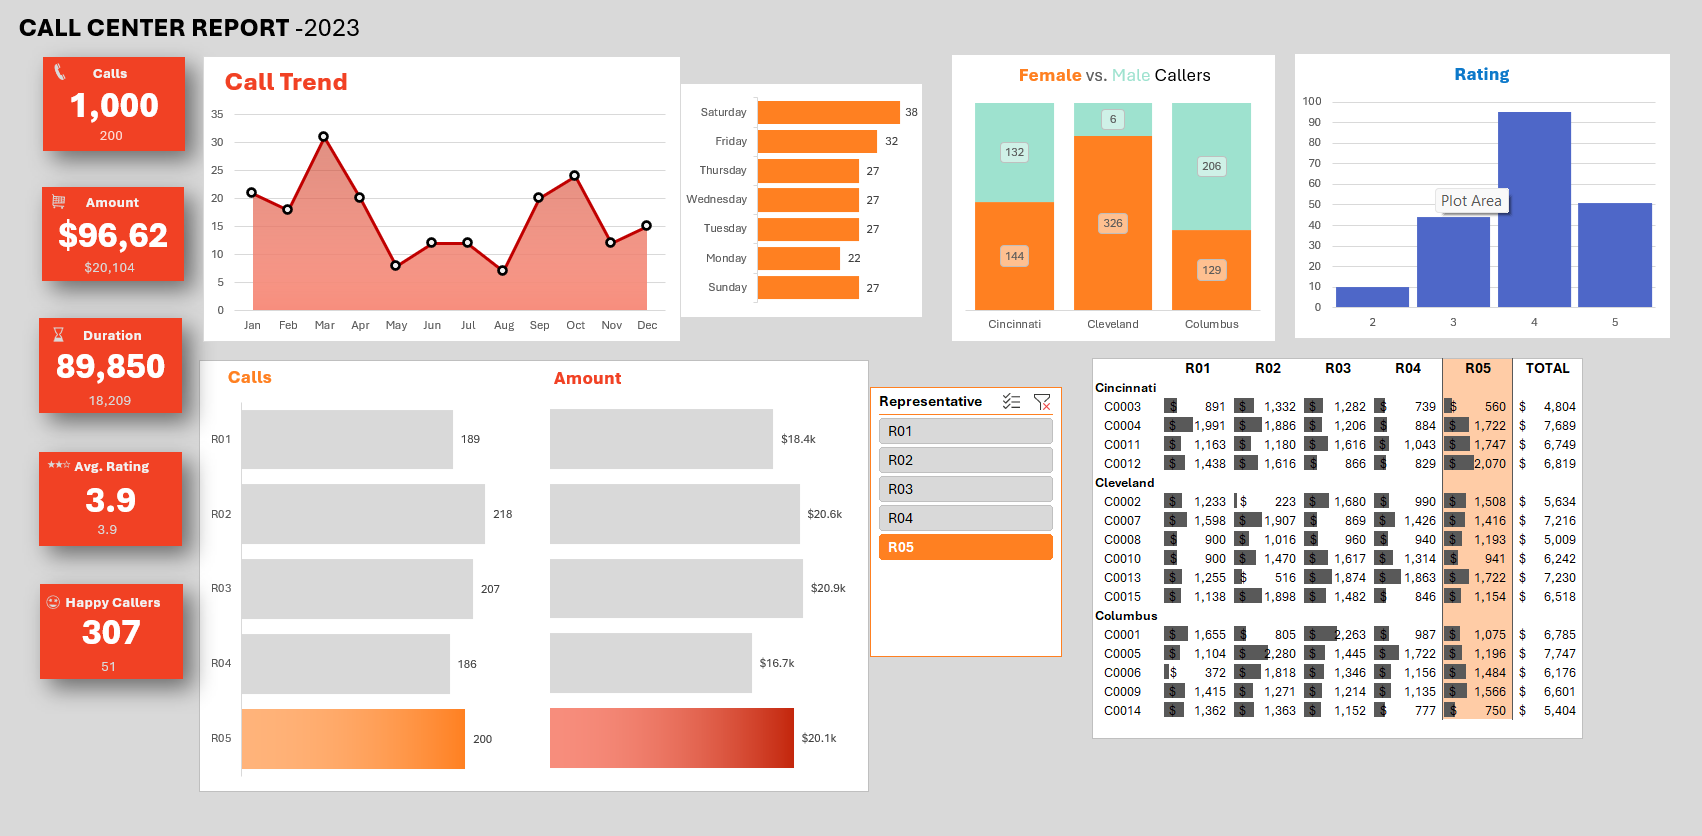 CALL CENTER REPORT -2023
Calls
1,000
200
Amount
$96,62
$20,104
Duration
89,850
18,209
Avg. Rating
3.9
3.9
Happy Callers
307
51
Call Trend
35
30
25
20
15
10
5
0
Jan Feb Mar Apr May Jun Jul Aug Sep Oct Nov Dec
Saturday 38
Friday 32
Thursday 27
Wednesday 27
Tuesday 27
Monday 22
Sunday 27
Female vs. Male Callers
132 6 206
144 326 129
Cincinnati Cleveland Columbus
Rating
100
90
80
70
60
50
40
30
20
10
0
Plot Area
2 3 4 5
Calls Amount
R01 189 $18.4k
R02 218 $20.6k
R03 207 $20.9k
R04 186 $16.7k
R05 200 $20.1k
Representative
R01
R02
R03
R04
R05
R01 R02 R03 R04 R05 TOTAL
Cincinnati
C0003 $ 891 $ 1,332 $ 1,282 $ 739 $ 560 $ 4,804
C0004 $ 1,991 $ 1,886 $ 1,206 $ 884 $ 1,722 $ 7,689
C0011 $ 1,163 $ 1,180 $ 1,616 $ 1,043 $ 1,747 $ 6,749
C0012 $ 1,438 $ 1,616 $ 866 $ 829 $ 2,070 $ 6,819
Cleveland
C0002 $ 1,233 $ 223 $ 1,680 $ 990 $ 1,508 $ 5,634
C0007 $ 1,598 $ 1,907 $ 869 $ 1,426 $ 1,416 $ 7,216
C0008 $ 900 $ 1,016 $ 960 $ 940 $ 1,193 $ 5,009
C0010 $ 900 $ 1,470 $ 1,617 $ 1,314 $ 941 $ 6,242
C0013 $ 1,255 $ 516 $ 1,874 $ 1,863 $ 1,722 $ 7,230
C0015 $ 1,138 $ 1,898 $ 1,482 $ 846 $ 1,154 $ 6,518
Columbus
C0001 $ 1,655 $ 805 $ 2,263 $ 987 $ 1,075 $ 6,785
C0005 $ 1,104 $ 2,280 $ 1,445 $ 1,722 $ 1,196 $ 7,747
C0006 $ 372 $ 1,818 $ 1,346 $ 1,156 $ 1,484 $ 6,176
C0009 $ 1,415 $ 1,271 $ 1,214 $ 1,135 $ 1,566 $ 6,601
C0014 $ 1,362 $ 1,363 $ 1,152 $ 777 $ 750 $ 5,404